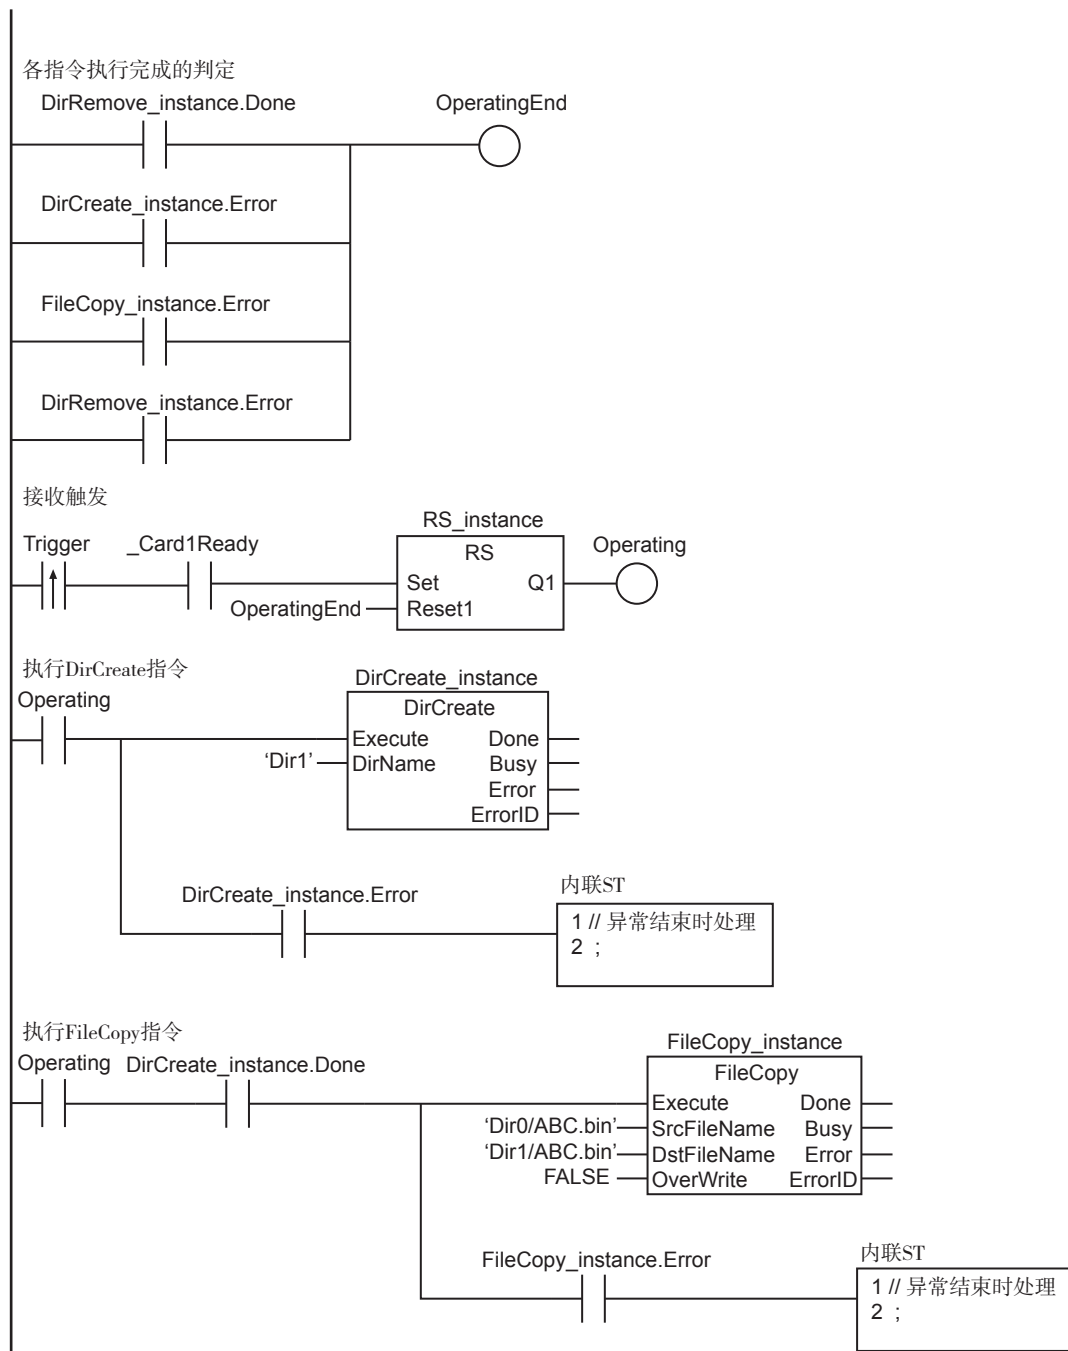 各指令执行完成的判定
DirRemove_instance.Done
OperatingEnd
DirCreate_instance.Error
FileCopy_instance.Error
DirRemove_instance.Error
接收触发
Trigger
_Card1Ready
RS_instance
RS
Operating
Set
Q1
OperatingEnd
Reset1
执行DirCreate指令
Operating
DirCreate_instance
DirCreate
Execute
Done
‘Dir1’
DirName
Busy
Error
ErrorID
DirCreate_instance.Error
内联ST
1 // 异常结束时处理
2 ;
执行FileCopy指令
Operating
DirCreate_instance.Done
FileCopy_instance
FileCopy
Execute
Done
‘Dir0/ABC.bin’
SrcFileName
Busy
‘Dir1/ABC.bin’
DstFileName
Error
FALSE
OverWrite
ErrorID
FileCopy_instance.Error
内联ST
1 // 异常结束时处理
2 ;